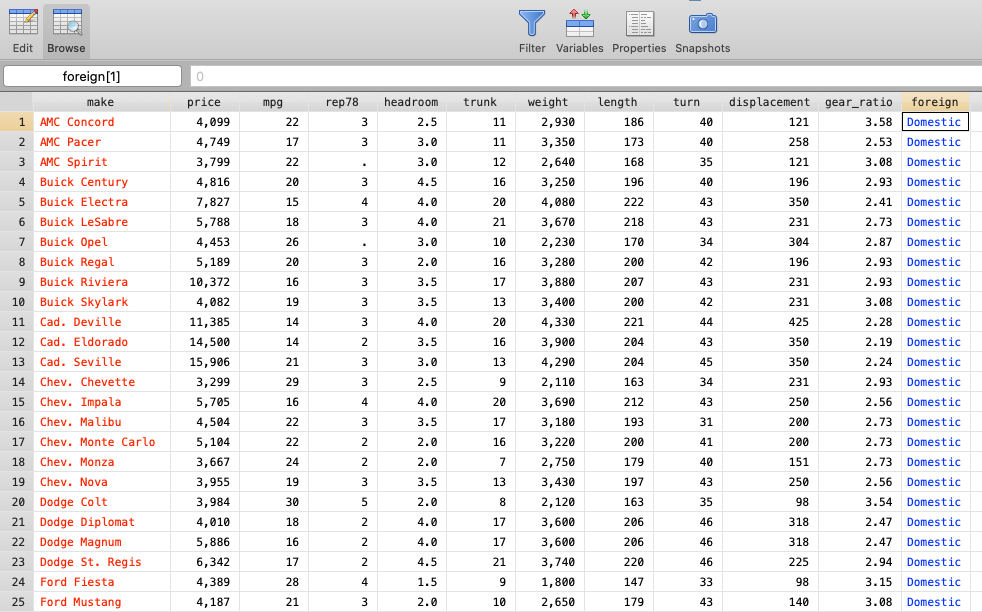 Edit Browse Filter Variables Properties Snapshots
foreign[1] 0
make price mpg rep78 headroom trunk weight length turn displacement gear_ratio foreign
1 AMC Concord 4,099 22 3 2.5 11 2,930 186 40 121 3.58 Domestic
2 AMC Pacer 4,749 17 3 3.0 11 3,350 173 40 258 2.53 Domestic
3 AMC Spirit 3,799 22 . 3.0 12 2,640 168 35 121 3.08 Domestic
4 Buick Century 4,816 20 3 4.5 16 3,250 196 40 196 2.93 Domestic
5 Buick Electra 7,827 15 4 4.0 20 4,080 222 43 350 2.41 Domestic
6 Buick LeSabre 5,788 18 3 4.0 21 3,670 218 43 231 2.73 Domestic
7 Buick Opel 4,453 26 . 3.0 10 2,230 170 34 304 2.87 Domestic
8 Buick Regal 5,189 20 3 2.0 16 3,280 200 42 196 2.93 Domestic
9 Buick Riviera 10,372 16 3 3.5 17 3,880 207 43 231 2.93 Domestic
10 Buick Skylark 4,082 19 3 3.5 13 3,400 200 42 231 3.08 Domestic
11 Cad. Deville 11,385 14 3 4.0 20 4,330 221 44 425 2.28 Domestic
12 Cad. Eldorado 14,500 14 2 3.5 16 3,900 204 43 350 2.19 Domestic
13 Cad. Seville 15,906 21 3 3.0 13 4,290 204 45 350 2.24 Domestic
14 Chev. Chevette 3,299 29 3 2.5 9 2,110 163 34 231 2.93 Domestic
15 Chev. Impala 5,705 16 4 4.0 20 3,690 212 43 250 2.56 Domestic
16 Chev. Malibu 4,504 22 3 3.5 17 3,180 193 31 200 2.73 Domestic
17 Chev. Monte Carlo 5,104 22 2 2.0 16 3,220 200 41 200 2.73 Domestic
18 Chev. Monza 3,667 24 2 2.0 7 2,750 179 40 151 2.73 Domestic
19 Chev. Nova 3,955 19 3 3.5 13 3,430 197 43 250 2.56 Domestic
20 Dodge Colt 3,984 30 5 2.0 8 2,120 163 35 98 3.54 Domestic
21 Dodge Diplomat 4,010 18 2 4.0 17 3,600 206 46 318 2.47 Domestic
22 Dodge Magnum 5,886 16 2 4.0 17 3,600 206 46 318 2.47 Domestic
23 Dodge St. Regis 6,342 17 2 4.5 21 3,740 220 46 225 2.94 Domestic
24 Ford Fiesta 4,389 28 4 1.5 9 1,800 147 33 98 3.15 Domestic
25 Ford Mustang 4,187 21 3 2.0 10 2,650 179 43 140 3.08 Domestic